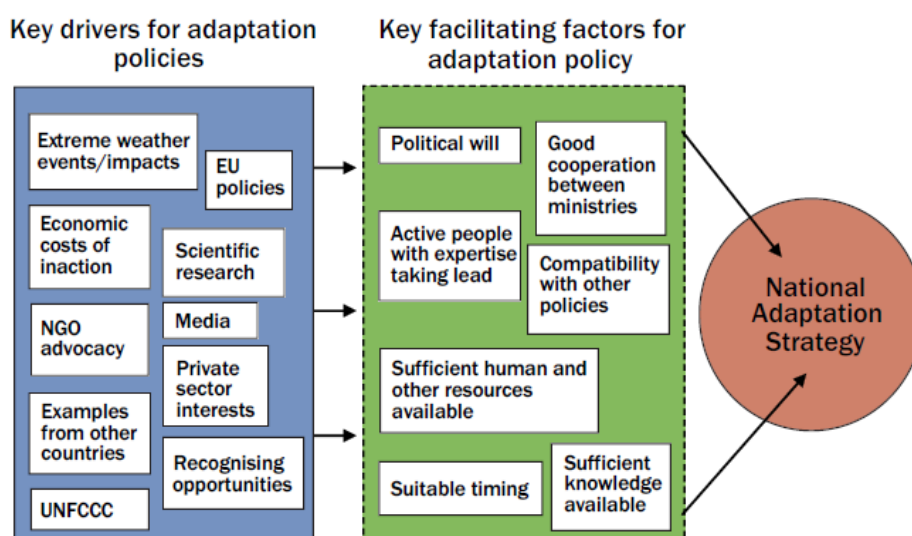 Key drivers for adaptation
policies
Extreme weather
events/impacts
EU
policies
Economic
costs of
inaction
Scientific
research
NGO
advocacy
Media
Private
sector
interests
Examples
from other
countries
Recognising
opportunities
UNFCCC
Key facilitating factors for
adaptation policy
Political will
Good
cooperation
between
ministries
Active people
with expertise
taking lead
Compatibility
with other
policies
Sufficient human and
other resources
available
Suitable timing
Sufficient
knowledge
available
National
Adaptation
Strategy